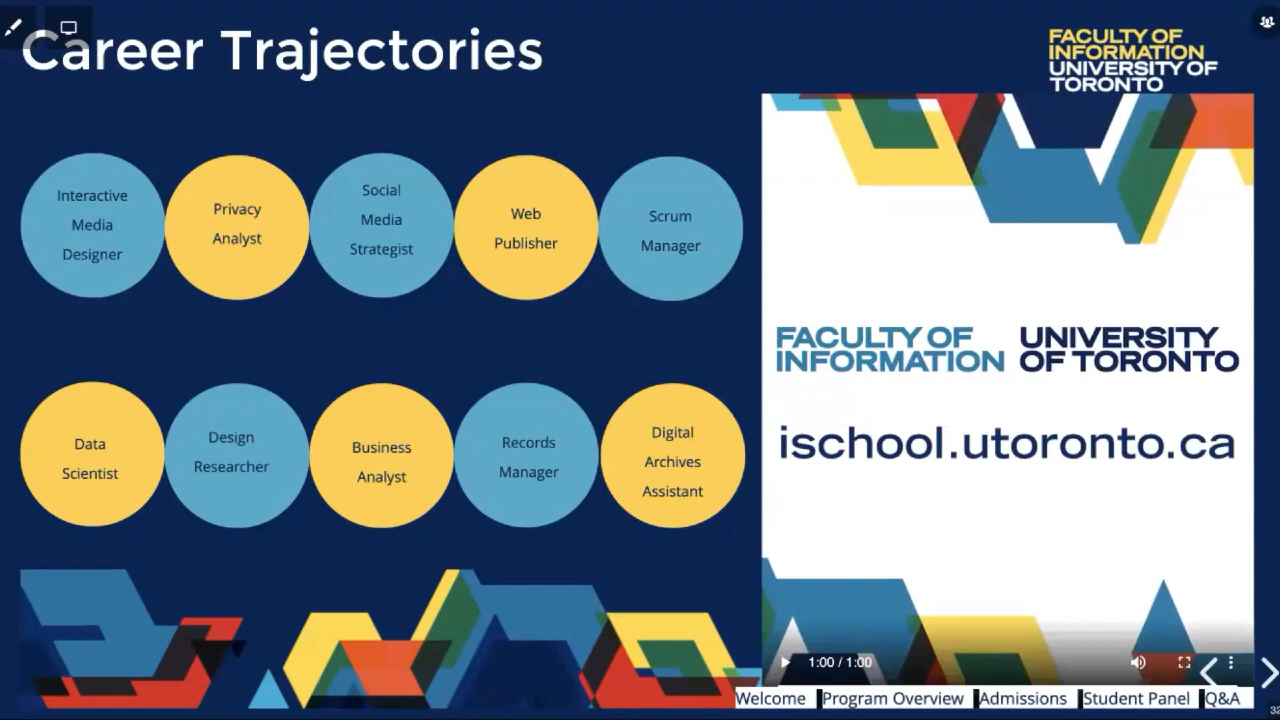 Career Trajectories
FACULTY OF
INFORMATION
UNIVERSITY OF
TORONTO
Interactive
Media
Designer
Privacy
Analyst
Social
Media
Strategist
Web
Publisher
Scrum
Manager
Data
Scientist
Design
Researcher
Business
Analyst
Records
Manager
Digital
Archives
Assistant
FACULTY OF
INFORMATION
UNIVERSITY
OF TORONTO
ischool.utoronto.ca
1:00 / 1:00
Welcome
Program Overview
Admissions
Student Panel
Q&A